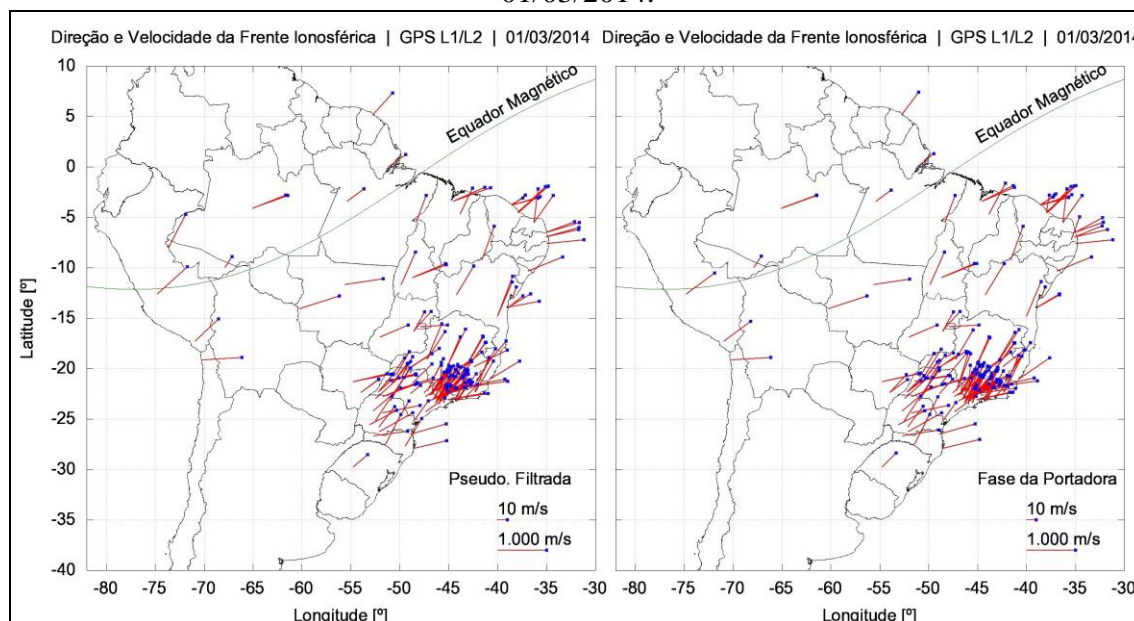 01/03/2014.
Direção e Velocidade da Frente Ionosférica | GPS L1/L2 | 01/03/2014
10
5
0
-5
-10
-15
-20
-25
-30
-35
-40
Latitude [º]
Equador Magnético
Pseudo. Filtrada
10 m/s
1.000 m/s
-80 -75 -70 -65 -60 -55 -50 -45 -40 -35 -30
Longitude [º]
Direção e Velocidade da Frente Ionosférica | GPS L1/L2 | 01/03/2014
Equador Magnético
Fase da Portadora
10 m/s
1.000 m/s
-80 -75 -70 -65 -60 -55 -50 -45 -40 -35 -30
Longitude [º]